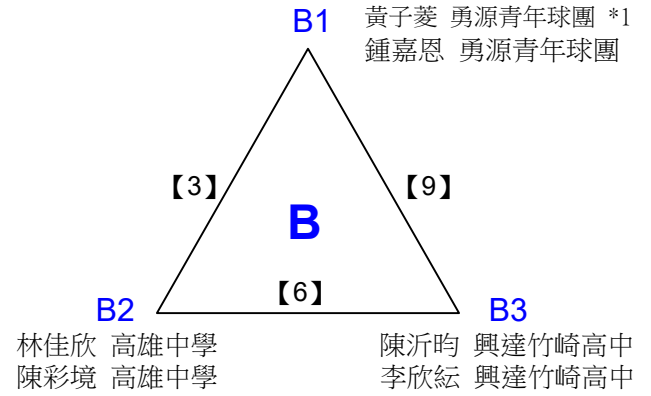 B1
黃子菱 勇源青年球團 *1
鍾嘉恩 勇源青年球團
【3】
【9】
B
【6】
B2
B3
林佳欣 高雄中學
陳彩境 高雄中學
陳沂昀 興達竹崎高中
李欣紜 興達竹崎高中